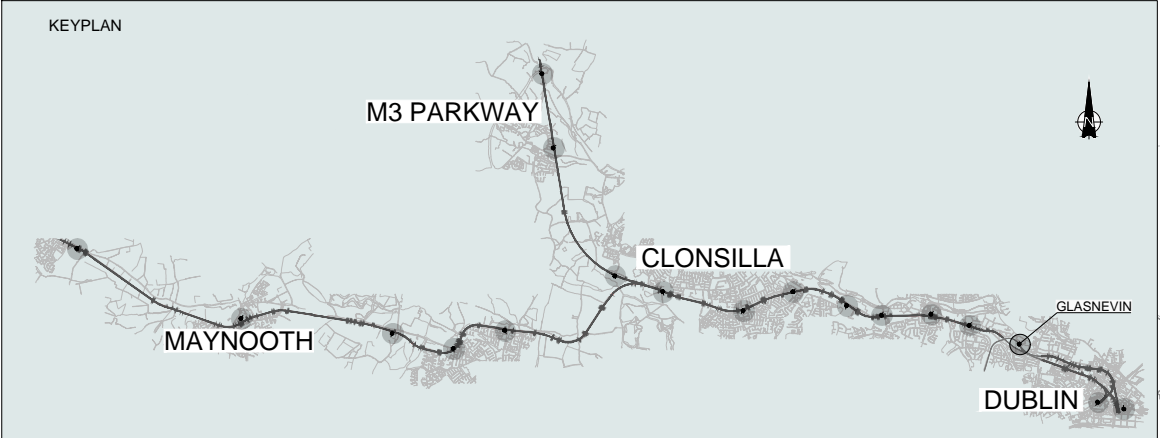 KEYPLAN
M3 PARKWAY
N
CLONSILLA
GLASNEVIN
MAYNOOTH
DUBLIN